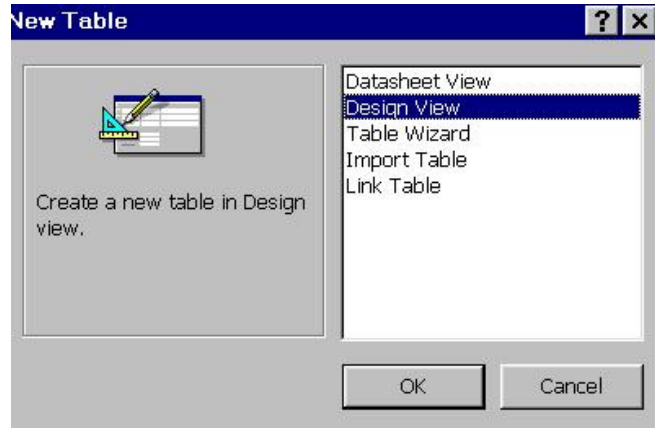 New Table
Create a new table in Design
view.
Datasheet View
Design View
Table Wizard
Import Table
Link Table
OK
Cancel